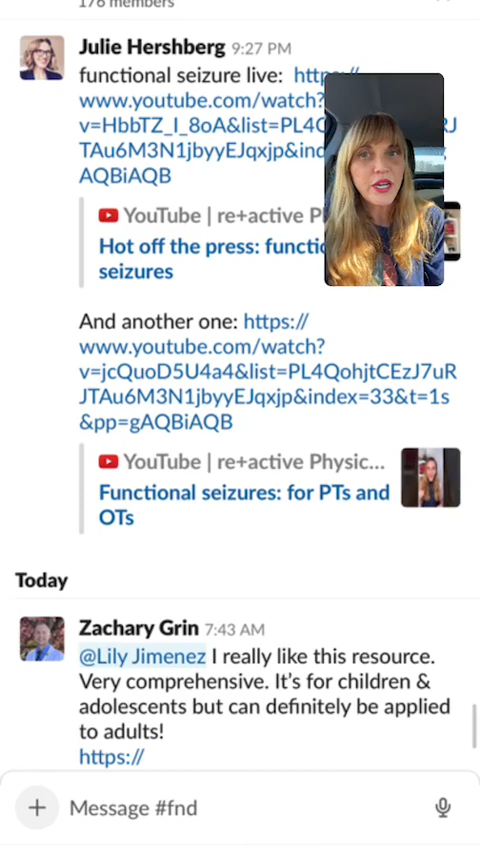 176 members
Julie Hershberg 9:27 PM
functional seizure live: http
www.youtube.com/watch?
v=HbbTZ_I_8oA&list=PL4
TAu6M3N1jbyyEJqxjp&ind
AQBiAQB
YouTube | re+active P
Hot off the press: functio
seizures
And another one: https://
www.youtube.com/watch?
v=jcQuoD5U4a4&list=PL4QohjtCEzJ7uR
JTAu6M3N1jbyyEJqxjp&index=33&t=1s
&pp=gAQBiAQB
YouTube | re+active Physic...
Functional seizures: for PTs and
OTs
Today
Zachary Grin 7:43 AM
@Lily Jimenez I really like this resource.
Very comprehensive. It's for children &
adolescents but can definitely be applied
to adults!
https://
Message #fnd